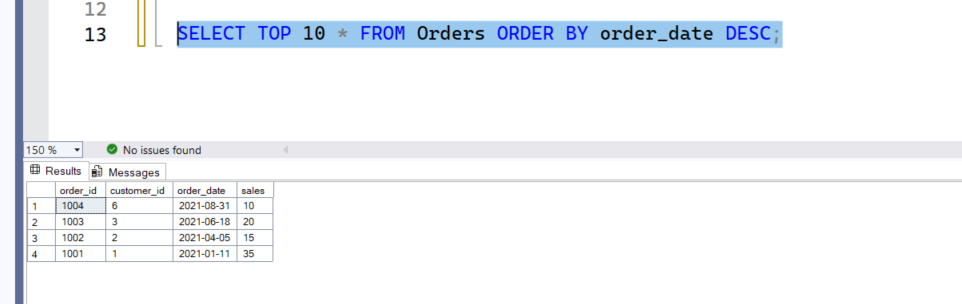 12
13 SELECT TOP 10 * FROM Orders ORDER BY order_date DESC;
150 % No issues found
Results Messages
order_id customer_id order_date sales
1 1004 6 2021-08-31 10
2 1003 3 2021-06-18 20
3 1002 2 2021-04-05 15
4 1001 1 2021-01-11 35